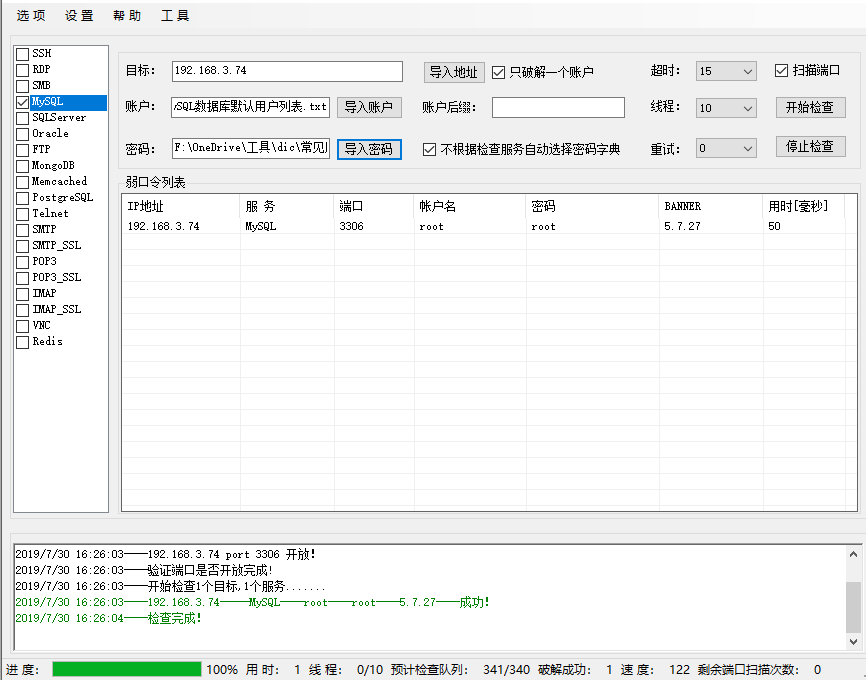 选项 设置 帮助 工具
SSH
RDP
SMB
MySQL
SQLServer
Oracle
FTP
MongoDB
Memcached
PostgreSQL
Telnet
SMTP
SMTP_SSL
POP3
POP3_SSL
IMAP
IMAP_SSL
VNC
Redis
目标： 192.168.3.74 导入地址 只破解一个账户 超时： 15 扫描端口
账户： SQL数据库默认用户列表.txt 导入账户 账户后缀： 线程： 10 开始检查
密码： F:\OneDrive\工具\dic\常见 导入密码 不根据检查服务自动选择密码字典 重试： 0 停止检查
弱口令列表
IP地址 服 务 端口 帐户名 密码 BANNER 用时[毫秒]
192.168.3.74 MySQL 3306 root root 5.7.27 50
2019/7/30 16:26:03——192.168.3.74 port 3306 开放!
2019/7/30 16:26:03——验证端口是否开放完成!
2019/7/30 16:26:03——开始检查1个目标,1个服务.......
2019/7/30 16:26:03——192.168.3.74——MySQL——root——root——5.7.27——成功!
2019/7/30 16:26:04——检查完成!
进 度： 100% 用 时： 1 线 程： 0/10 预计检查队列： 341/340 破解成功： 1 速 度： 122 剩余端口扫描次数： 0